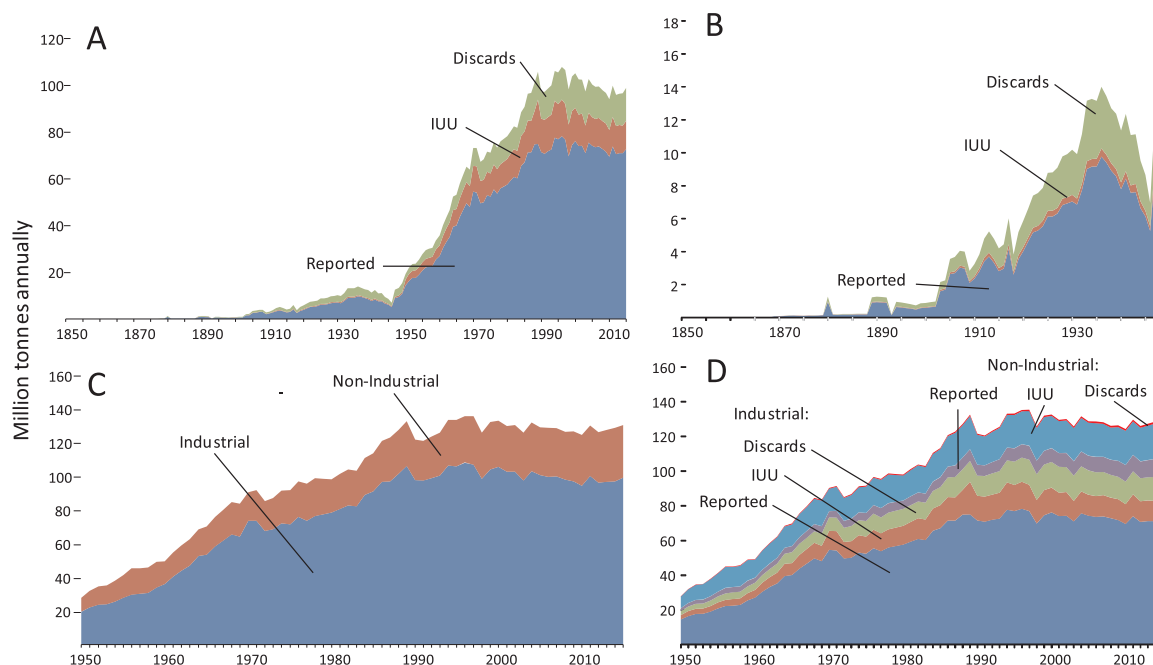 Million tonnes annually
A
120
100
80
60
40
20
Discards
IUU
Reported
1850 1870 1890 1910 1930 1950 1970 1990 2010
B
18
16
14
12
10
8
6
4
2
Discards
IUU
Reported
1850 1870 1890 1910 1930
C
160
140
120
100
80
60
40
20
Non-Industrial
Industrial
1950 1960 1970 1980 1990 2000 2010
D
160
140
120
100
80
60
40
20
Non-Industrial:
Reported
IUU
Discards
Industrial:
Discards
IUU
Reported
1950 1960 1970 1980 1990 2000 2010